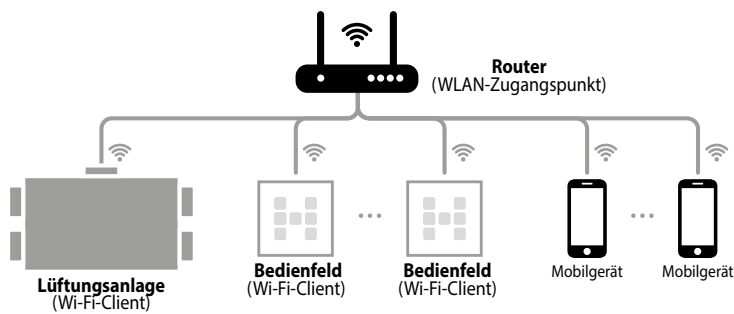 Router
(WLAN-Zugangspunkt)
Lüftungsanlage
(Wi-Fi-Client)
Bedienfeld
(Wi-Fi-Client)
Bedienfeld
(Wi-Fi-Client)
Mobilgerät
Mobilgerät